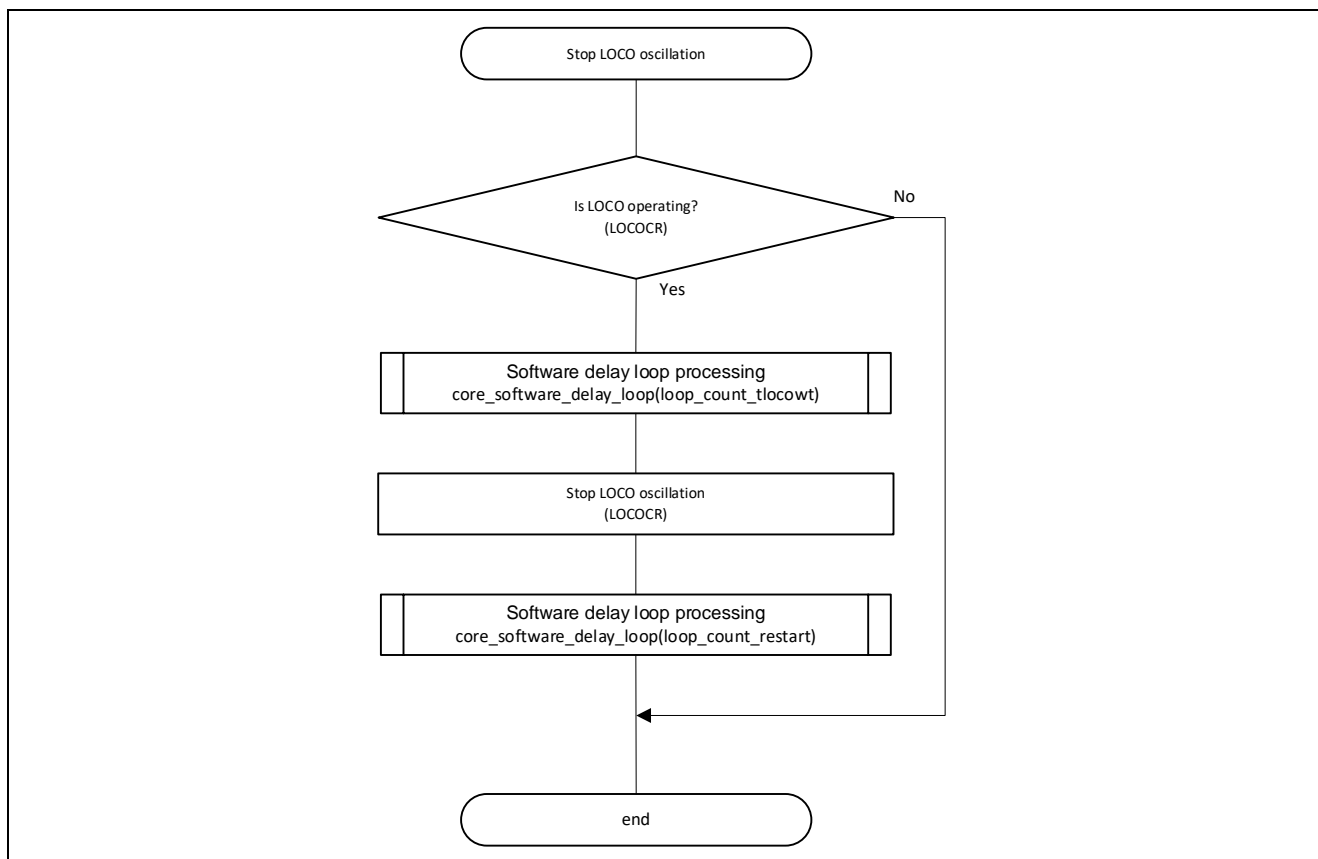 Stop LOCO oscillation
Is LOCO operating?
(LOCOCR)
No
Yes
Software delay loop processing
core_software_delay_loop(loop_count_tlocowt)
Stop LOCO oscillation
(LOCOCR)
Software delay loop processing
core_software_delay_loop(loop_count_restart)
end